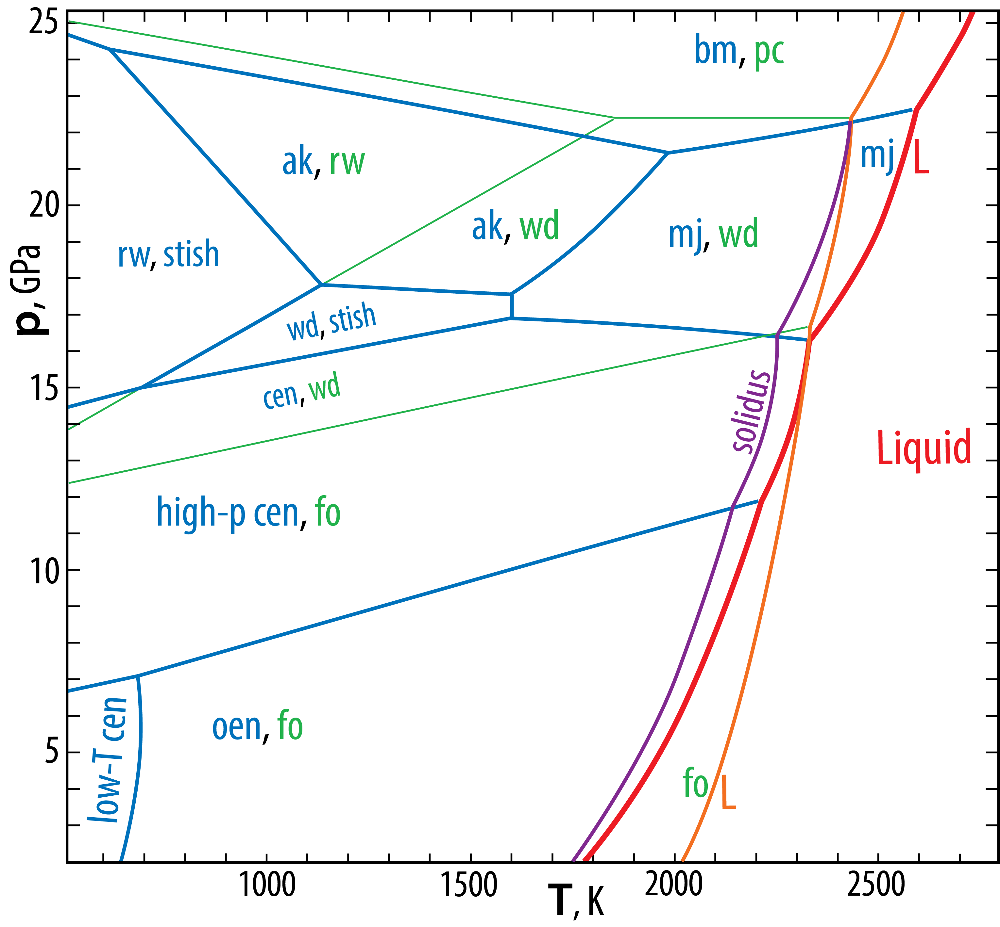 25
bm, pc
ak, rw
mj L
20
ak, wd
mj, wd
rw, stish
p, GPa
wd, stish
15
cen, wd
solidus
Liquid
high-p cen, fo
10
low-T cen
oen, fo
5
fo L
1000
1500
T, K
2000
2500